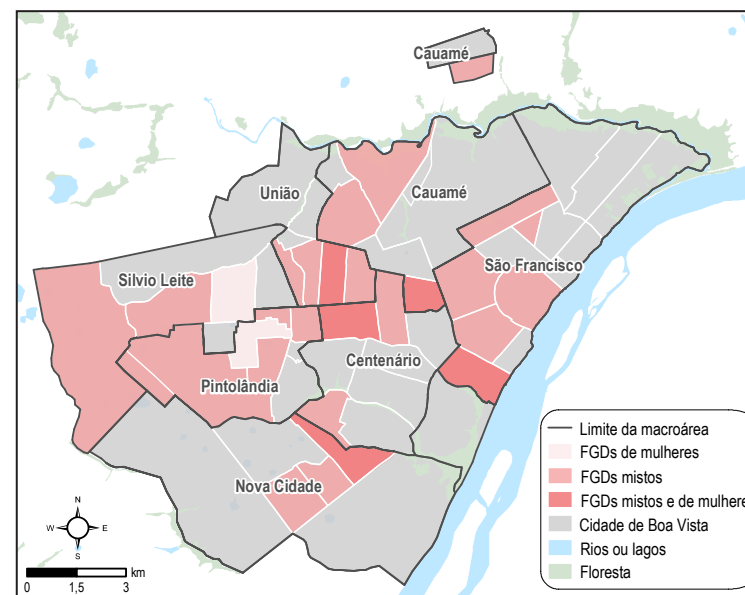 Cauamé
União
Cauamé
Silvio Leite
São Francisco
Centenário
Pintolândia
Nova Cidade
Limite da macroárea
FGDs de mulheres
FGDs mistos
FGDs mistos e de mulhere
Cidade de Boa Vista
Rios ou lagos
Floresta
N
W E
S
km
0 1,5 3